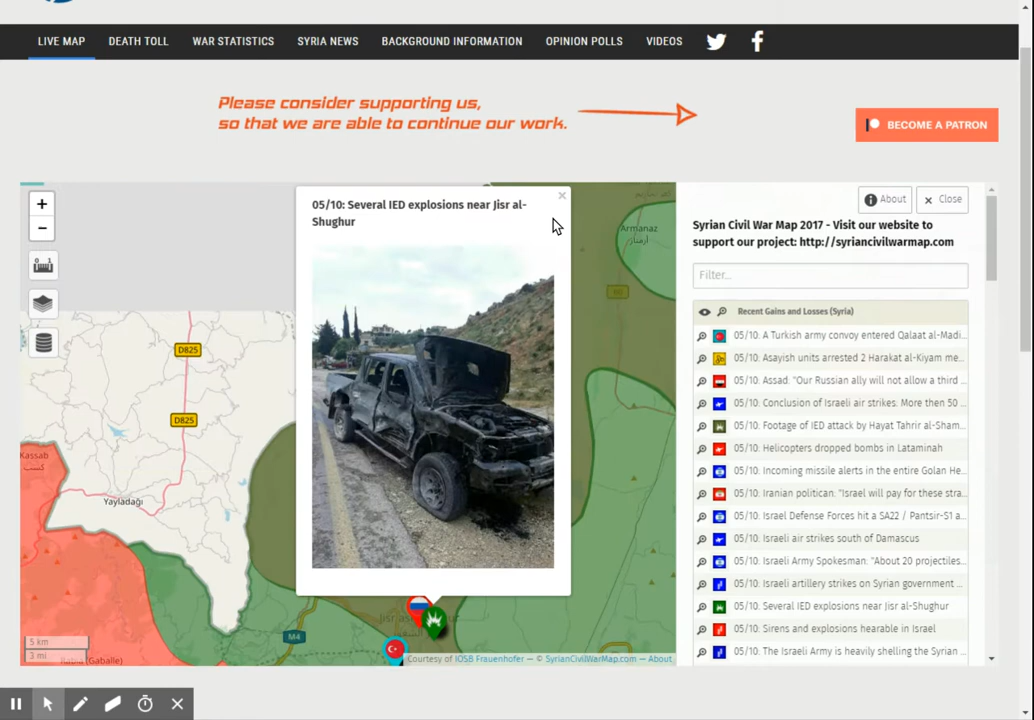 LIVE MAP DEATH TOLL WAR STATISTICS SYRIA NEWS BACKGROUND INFORMATION OPINION POLLS VIDEOS
Please consider supporting us,
so that we are able to continue our work.
BECOME A PATRON
+
−
05/10: Several IED explosions near Jisr al-
Shughur
×
Armanaz
أرمناز
D825
D825
Kassab
كسب
Yayladağı
M4
5 km
3 mi
(Gaballe)
Courtesy of IOSB Frauenhofer — © SyrianCivilWarMap.com — About
About
× Close
Syrian Civil War Map 2017 - Visit our website to
support our project: http://syriancivilwarmap.com
Filter...
Recent Gains and Losses (Syria)
05/10: A Turkish army convoy entered Qalaat al-Madi...
05/10: Asayish units arrested 2 Harakat al-Kiyam me...
05/10: Assad: "Our Russian ally will not allow a third ...
05/10: Conclusion of Israeli air strikes: More then 50 ...
05/10: Footage of IED attack by Hayat Tahrir al-Sham...
05/10: Helicopters dropped bombs in Lataminah
05/10: Incoming missile alerts in the entire Golan He...
05/10: Iranian politican: "Israel will pay for these stra...
05/10: Israel Defense Forces hit a SA22 / Pantsir-S1 a...
05/10: Israeli air strikes south of Damascus
05/10: Israeli Army Spokesman: "About 20 projectiles...
05/10: Israeli artillery strikes on Syrian government ...
05/10: Several IED explosions near Jisr al-Shughur
05/10: Sirens and explosions hearable in Israel
05/10: The Israeli Army is heavily shelling the Syrian ...